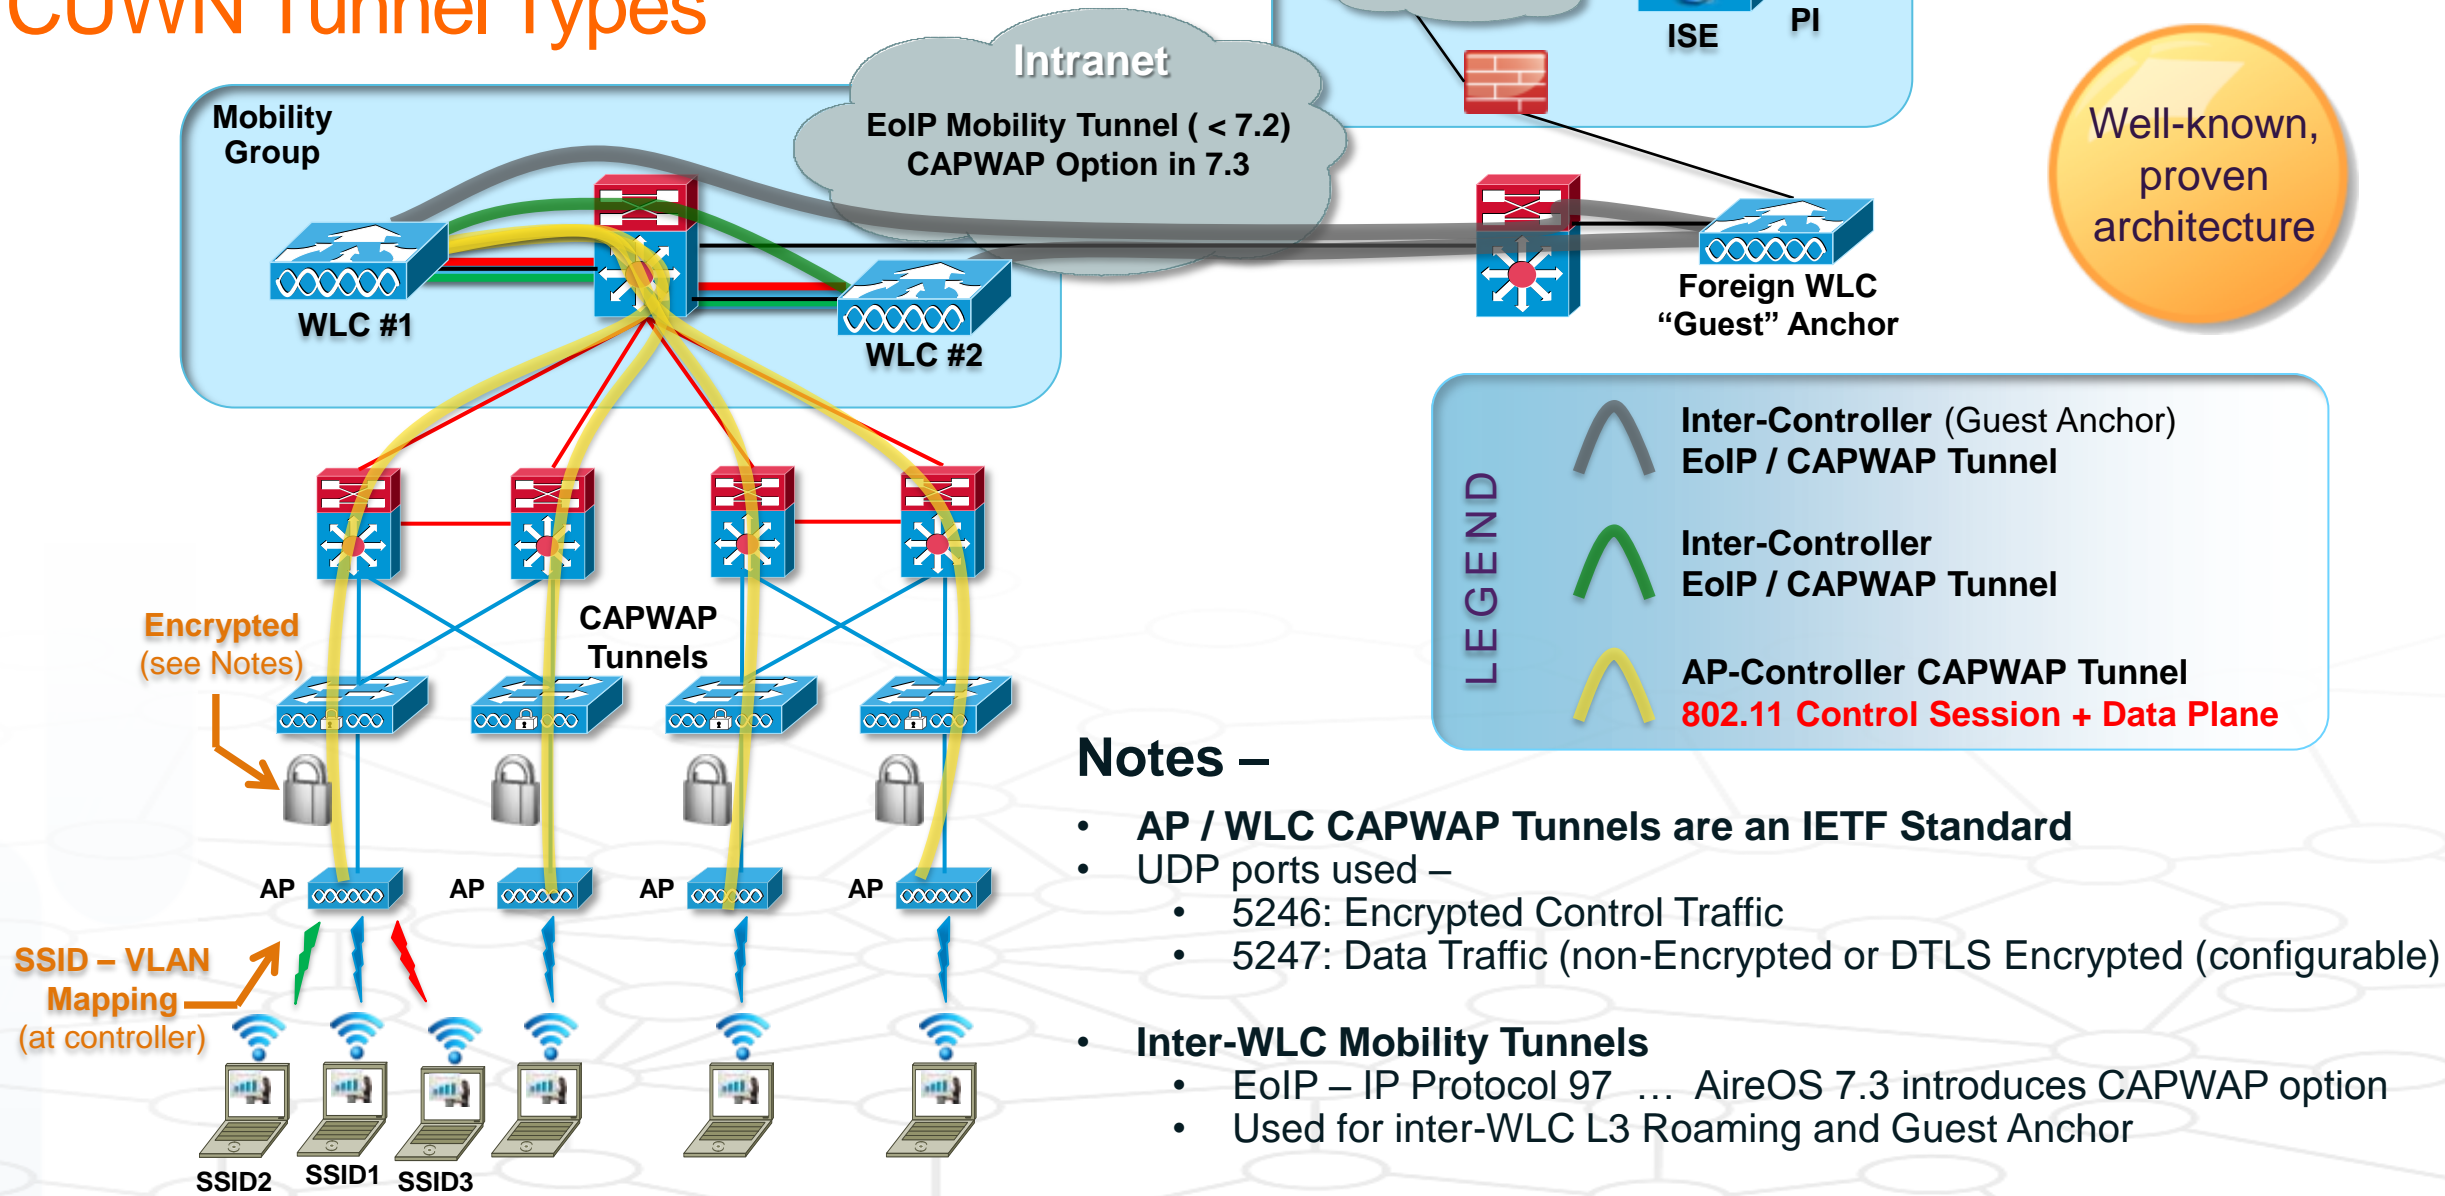 CUWN Tunnel Types
ISE
PI
Intranet
EoIP Mobility Tunnel ( < 7.2)
CAPWAP Option in 7.3
Mobility
Group
WLC #1
WLC #2
Foreign WLC
“Guest” Anchor
Well-known,
proven
architecture
LEGEND
Inter-Controller (Guest Anchor)
EoIP / CAPWAP Tunnel
Inter-Controller
EoIP / CAPWAP Tunnel
AP-Controller CAPWAP Tunnel
802.11 Control Session + Data Plane
Encrypted
(see Notes)
CAPWAP
Tunnels
AP
AP
AP
AP
SSID – VLAN
Mapping
(at controller)
SSID2
SSID1
SSID3
Notes –
• AP / WLC CAPWAP Tunnels are an IETF Standard
• UDP ports used –
• 5246: Encrypted Control Traffic
• 5247: Data Traffic (non-Encrypted or DTLS Encrypted (configurable)
• Inter-WLC Mobility Tunnels
• EoIP – IP Protocol 97 … AireOS 7.3 introduces CAPWAP option
• Used for inter-WLC L3 Roaming and Guest Anchor